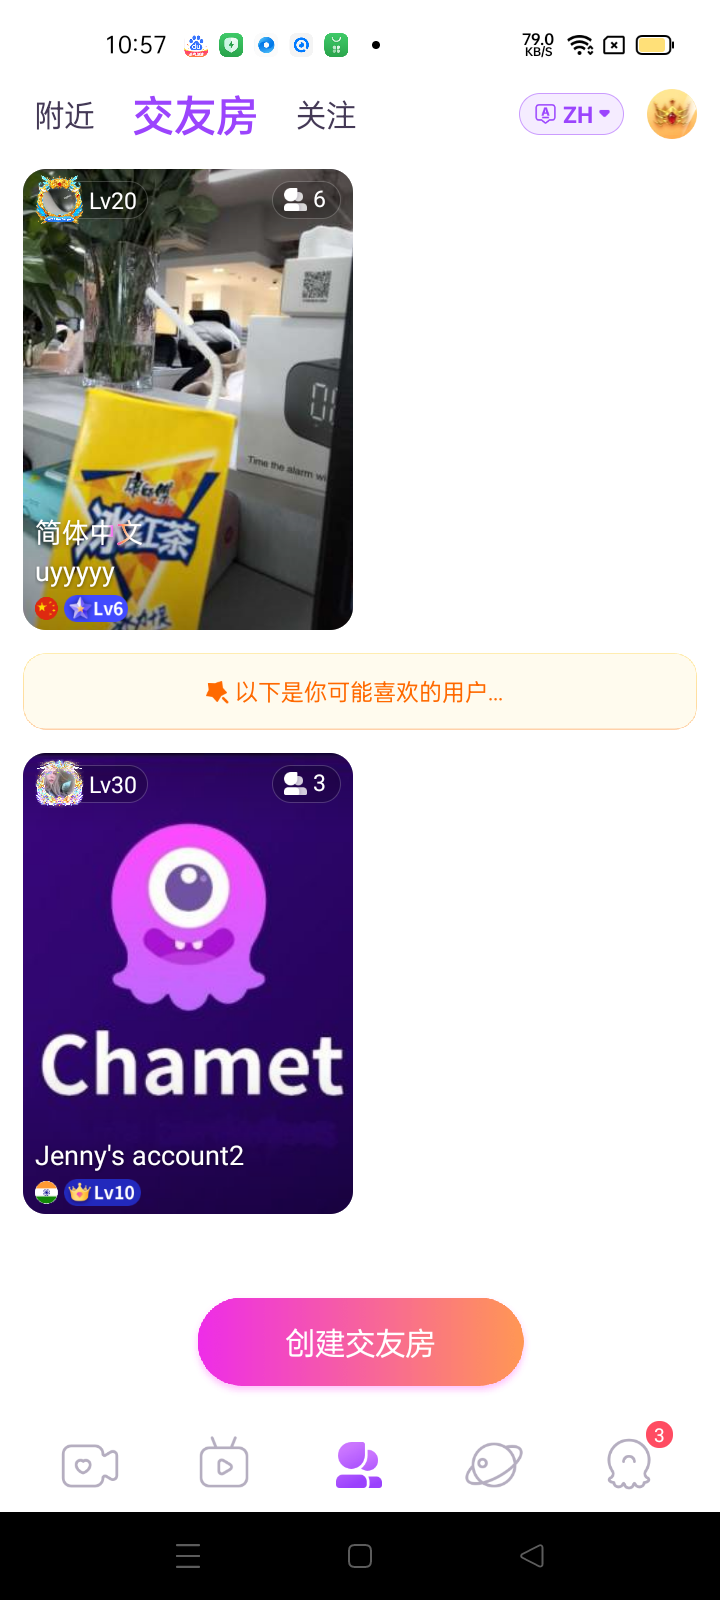 10:57
79.0
KB/S
附近 交友房 关注
ZH
Lv20
6
Time the alarm wi
康师傅
冰红茶
简体中文
uyyyyy
Lv6
以下是你可能喜欢的用户...
Lv30
3
Chamet
Jenny's account2
Lv10
创建交友房
3